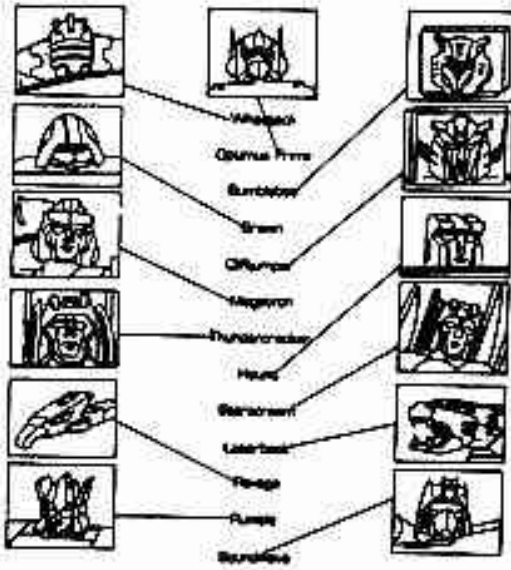 Wheeljack
Optimus Prime
Bumblebee
Brawn
Cliffjumper
Megatron
Thundercracker
Hound
Starscream
Laserbeak
Ravage
Rumble
Soundwave